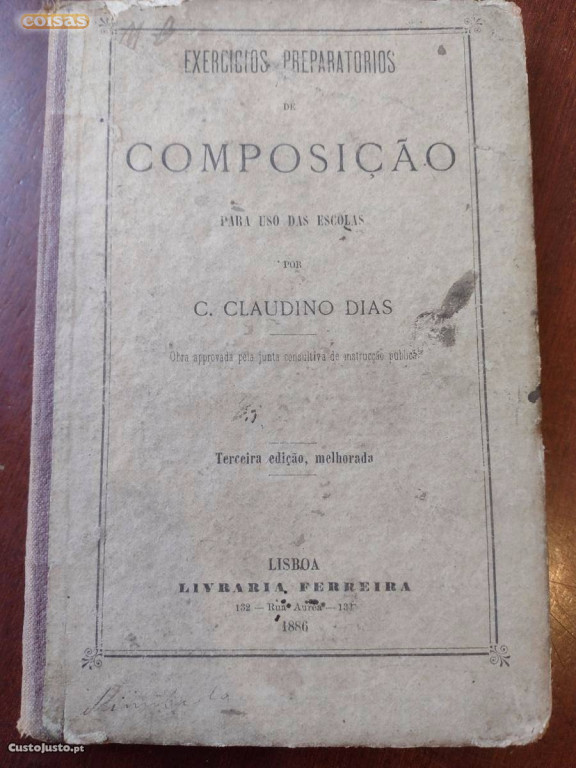 coisas
EXERCICIOS PREPARATORIOS
DE
COMPOSIÇÃO
PARA USO DAS ESCOLAS
POR
C. CLAUDINO DIAS
Obra approvada pela junta consultiva de instrucção publica
Terceira edição, melhorada
LISBOA
LIVRARIA FERREIRA
132 — Rua Aurea — 134
1886
CustoJusto.pt